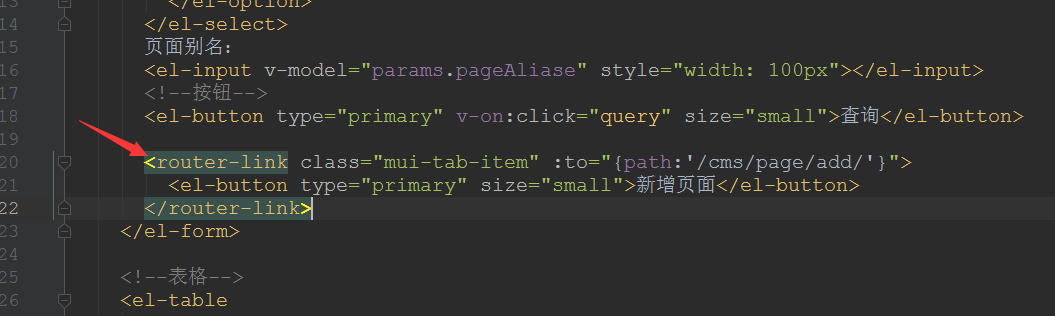 13 </el-option>
14 </el-select>
15 页面别名：
16 <el-input v-model="params.pageAliase" style="width: 100px"></el-input>
17 <!--按钮-->
18 <el-button type="primary" v-on:click="query" size="small">查询</el-button>
19
20 <router-link class="mui-tab-item" :to="{path:'/cms/page/add/'}">
21 <el-button type="primary" size="small">新增页面</el-button>
22 </router-link>
23 </el-form>
24
25 <!--表格-->
26 <el-table